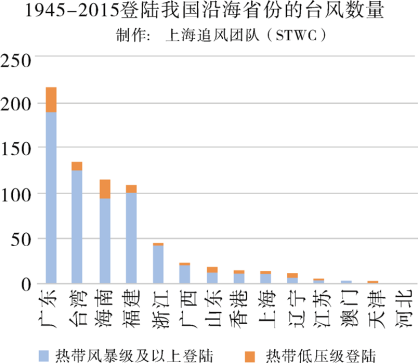 1945-2015登陆我国沿海省份的台风数量
制作: 上海追风团队(STWC)
250
200
150
100
50
0
广东
台湾
海南
福建
浙江
广西
山东
香港
上海
辽宁
江苏
澳门
天津
河北
热带风暴级及以上登陆
热带低压级登陆